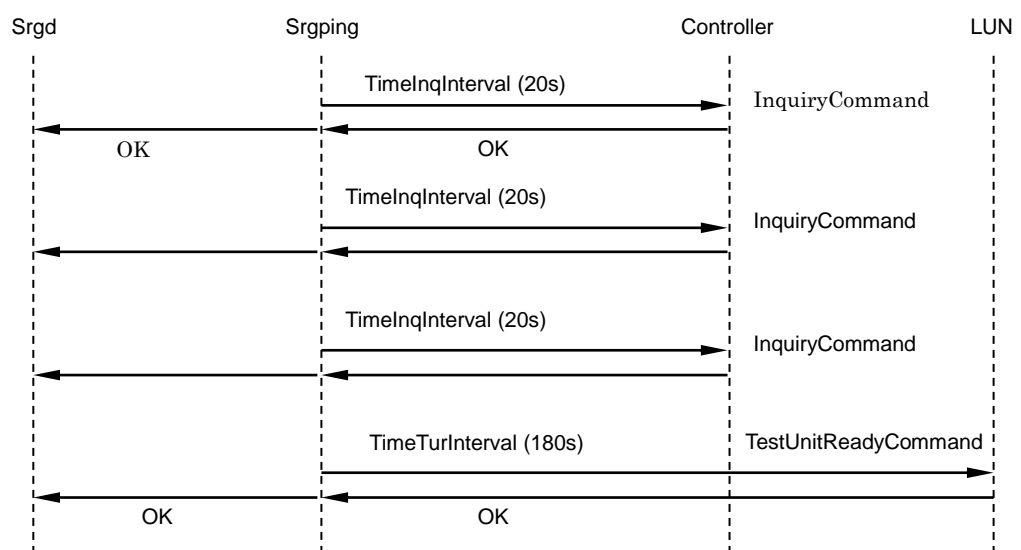 Srgd Srgping Controller LUN
TimeInqInterval (20s)
InquiryCommand
OK OK
TimeInqInterval (20s)
InquiryCommand
TimeInqInterval (20s)
InquiryCommand
TimeTurInterval (180s) TestUnitReadyCommand
OK OK